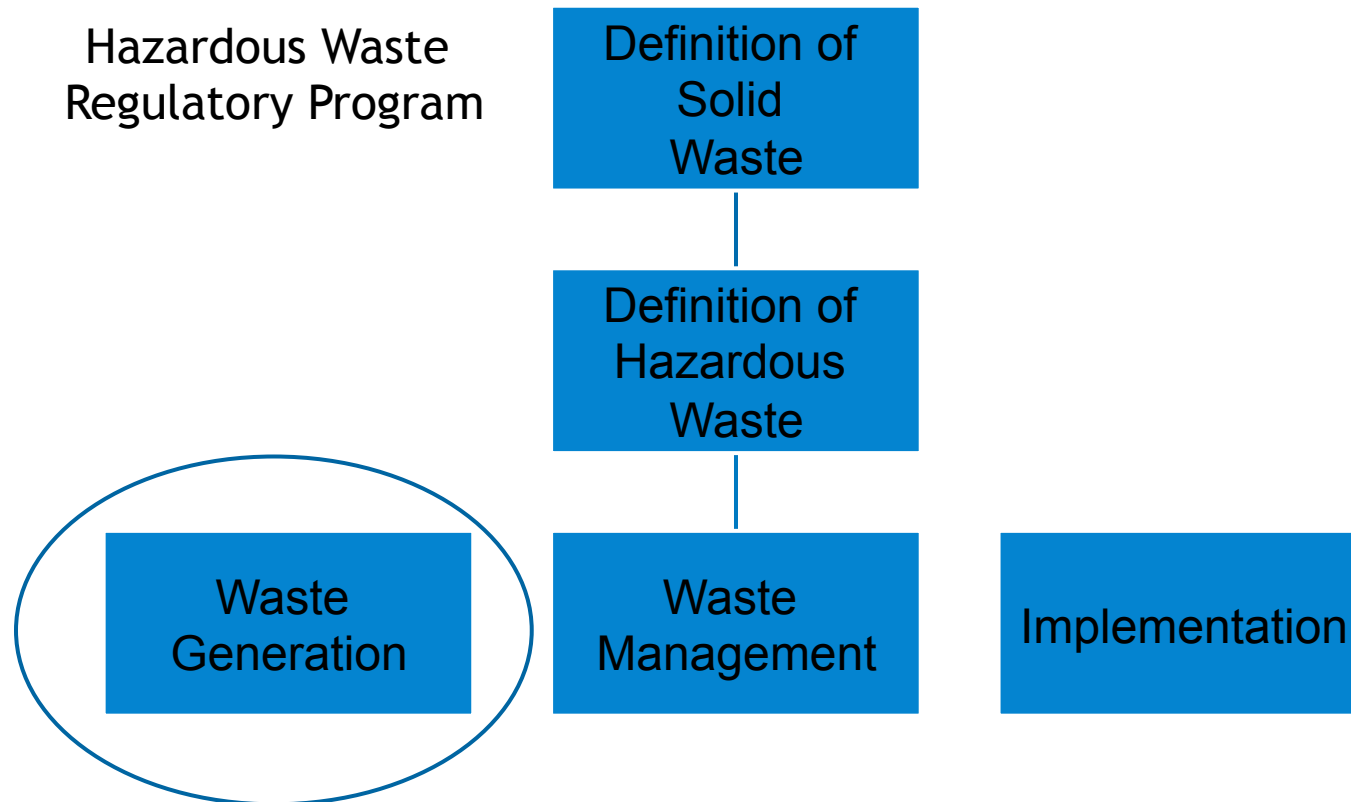 Hazardous Waste
Regulatory Program
Definition of
Solid
Waste
Definition of
Hazardous
Waste
Waste
Generation
Waste
Management
Implementation